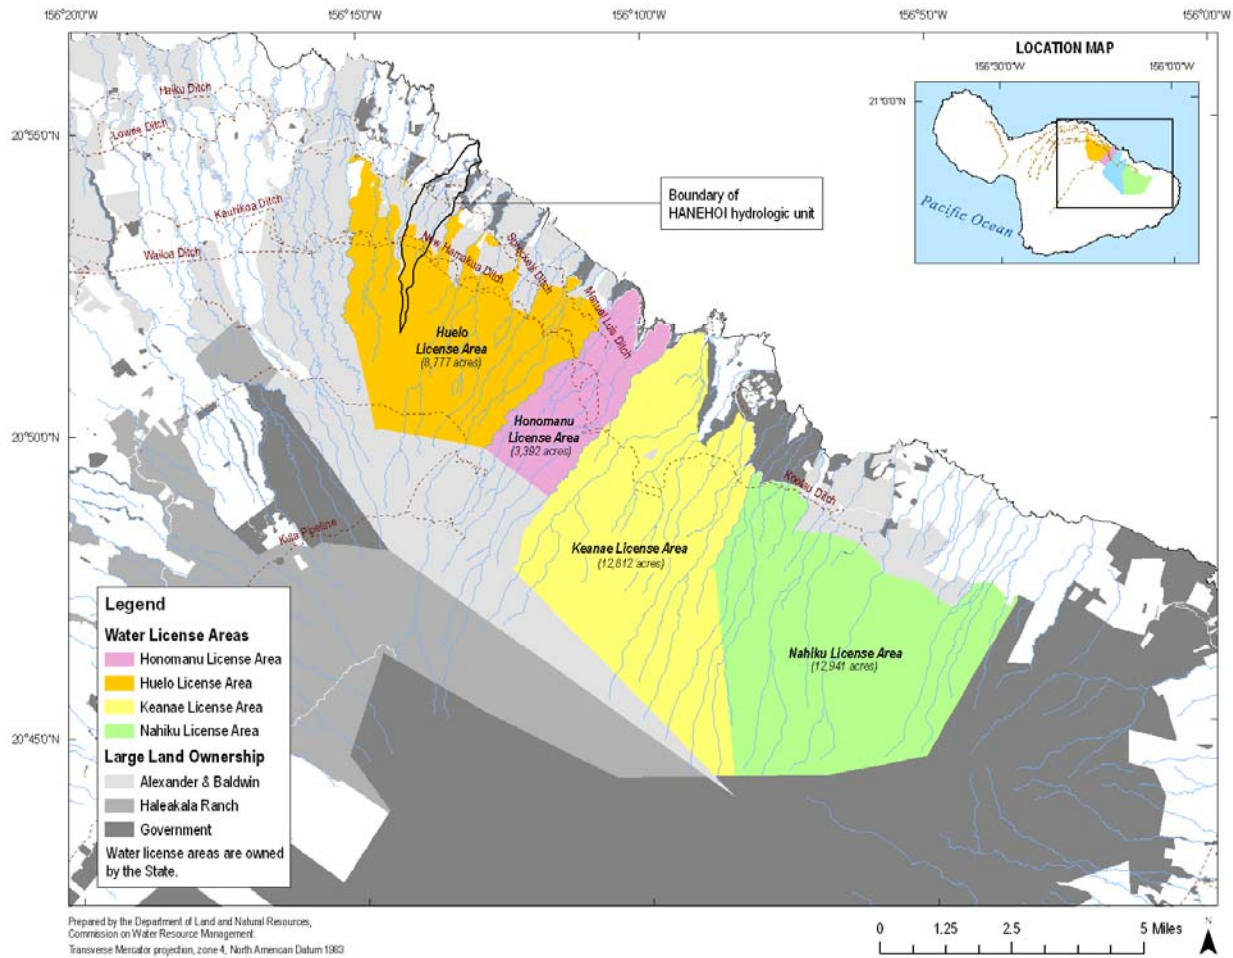 156°20'0"W
156°15'0"W
156°10'0"W
156°5'0"W
156°0'0"W
LOCATION MAP
156°30'0"W
156°0'0"W
21°0'0"N
Pacific Ocean
Haiku Ditch
Lowrie Ditch
20°55'0"N
Boundary of
HANEHOI hydrologic unit
Kauhikoa Ditch
Wailoa Ditch
New Hamakua Ditch
Spreckels Ditch
Manuel Luis Ditch
Huelo
License Area
(8,777 acres)
Honomanu
License Area
(3,392 acres)
20°50'0"N
Koolau Ditch
Kula Pipeline
Keanae License Area
(12,812 acres)
Nahiku License Area
(12,941 acres)
20°45'0"N
Legend
Water License Areas
Honomanu License Area
Huelo License Area
Keanae License Area
Nahiku License Area
Large Land Ownership
Alexander & Baldwin
Haleakala Ranch
Government
Water license areas are owned
by the State.
Prepared by the Department of Land and Natural Resources,
Commission on Water Resource Management.
Transverse Mercator projection, zone 4, North American Datum 1983
0 1.25 2.5 5 Miles
N